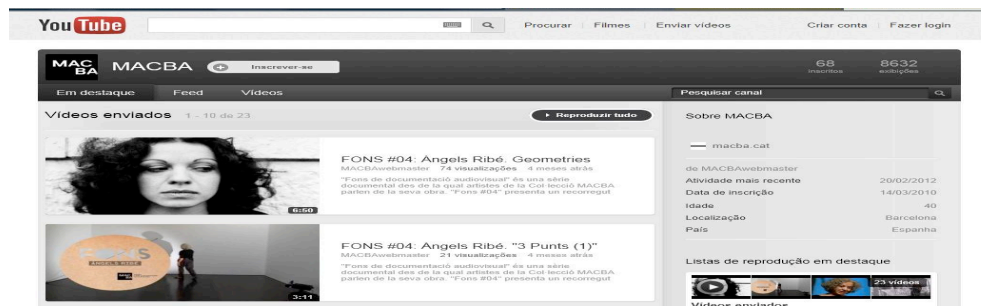 YouTube
Procurar
Filmes
Enviar vídeos
Criar conta
Fazer login
MAC
BA
MACBA
Inscrever-se
68
inscritos
8632
exibições
Em destaque
Feed
Vídeos
Pesquisar canal
Vídeos enviados 1 - 10 de 23
Reproduzir tudo
FONS #04: Àngels Ribé. Geometries
MACBAwebmaster 74 visualizações 4 meses atrás
"Fons de documentació audiovisual" és una sèrie
documental des de la qual artistes de la Col·lecció MACBA
parlen de la seva obra. "Fons #04" presenta un recorregut
6:50
FONS #04: Àngels Ribé. "3 Punts (1)"
MACBAwebmaster 21 visualizações 4 meses atrás
"Fons de documentació audiovisual" és una sèrie
documental des de la qual artistes de la Col·lecció MACBA
parlen de la seva obra. "Fons #04" presenta un recorregut
FONS
ÀNGELS RIBÉ
3:11
Sobre MACBA
macba.cat
de MACBAwebmaster
Atividade mais recente 20/02/2012
Data de inscrição 14/03/2010
Idade 40
Localização Barcelona
País Espanha
Listas de reprodução em destaque
23 vídeos
Vídeos enviados